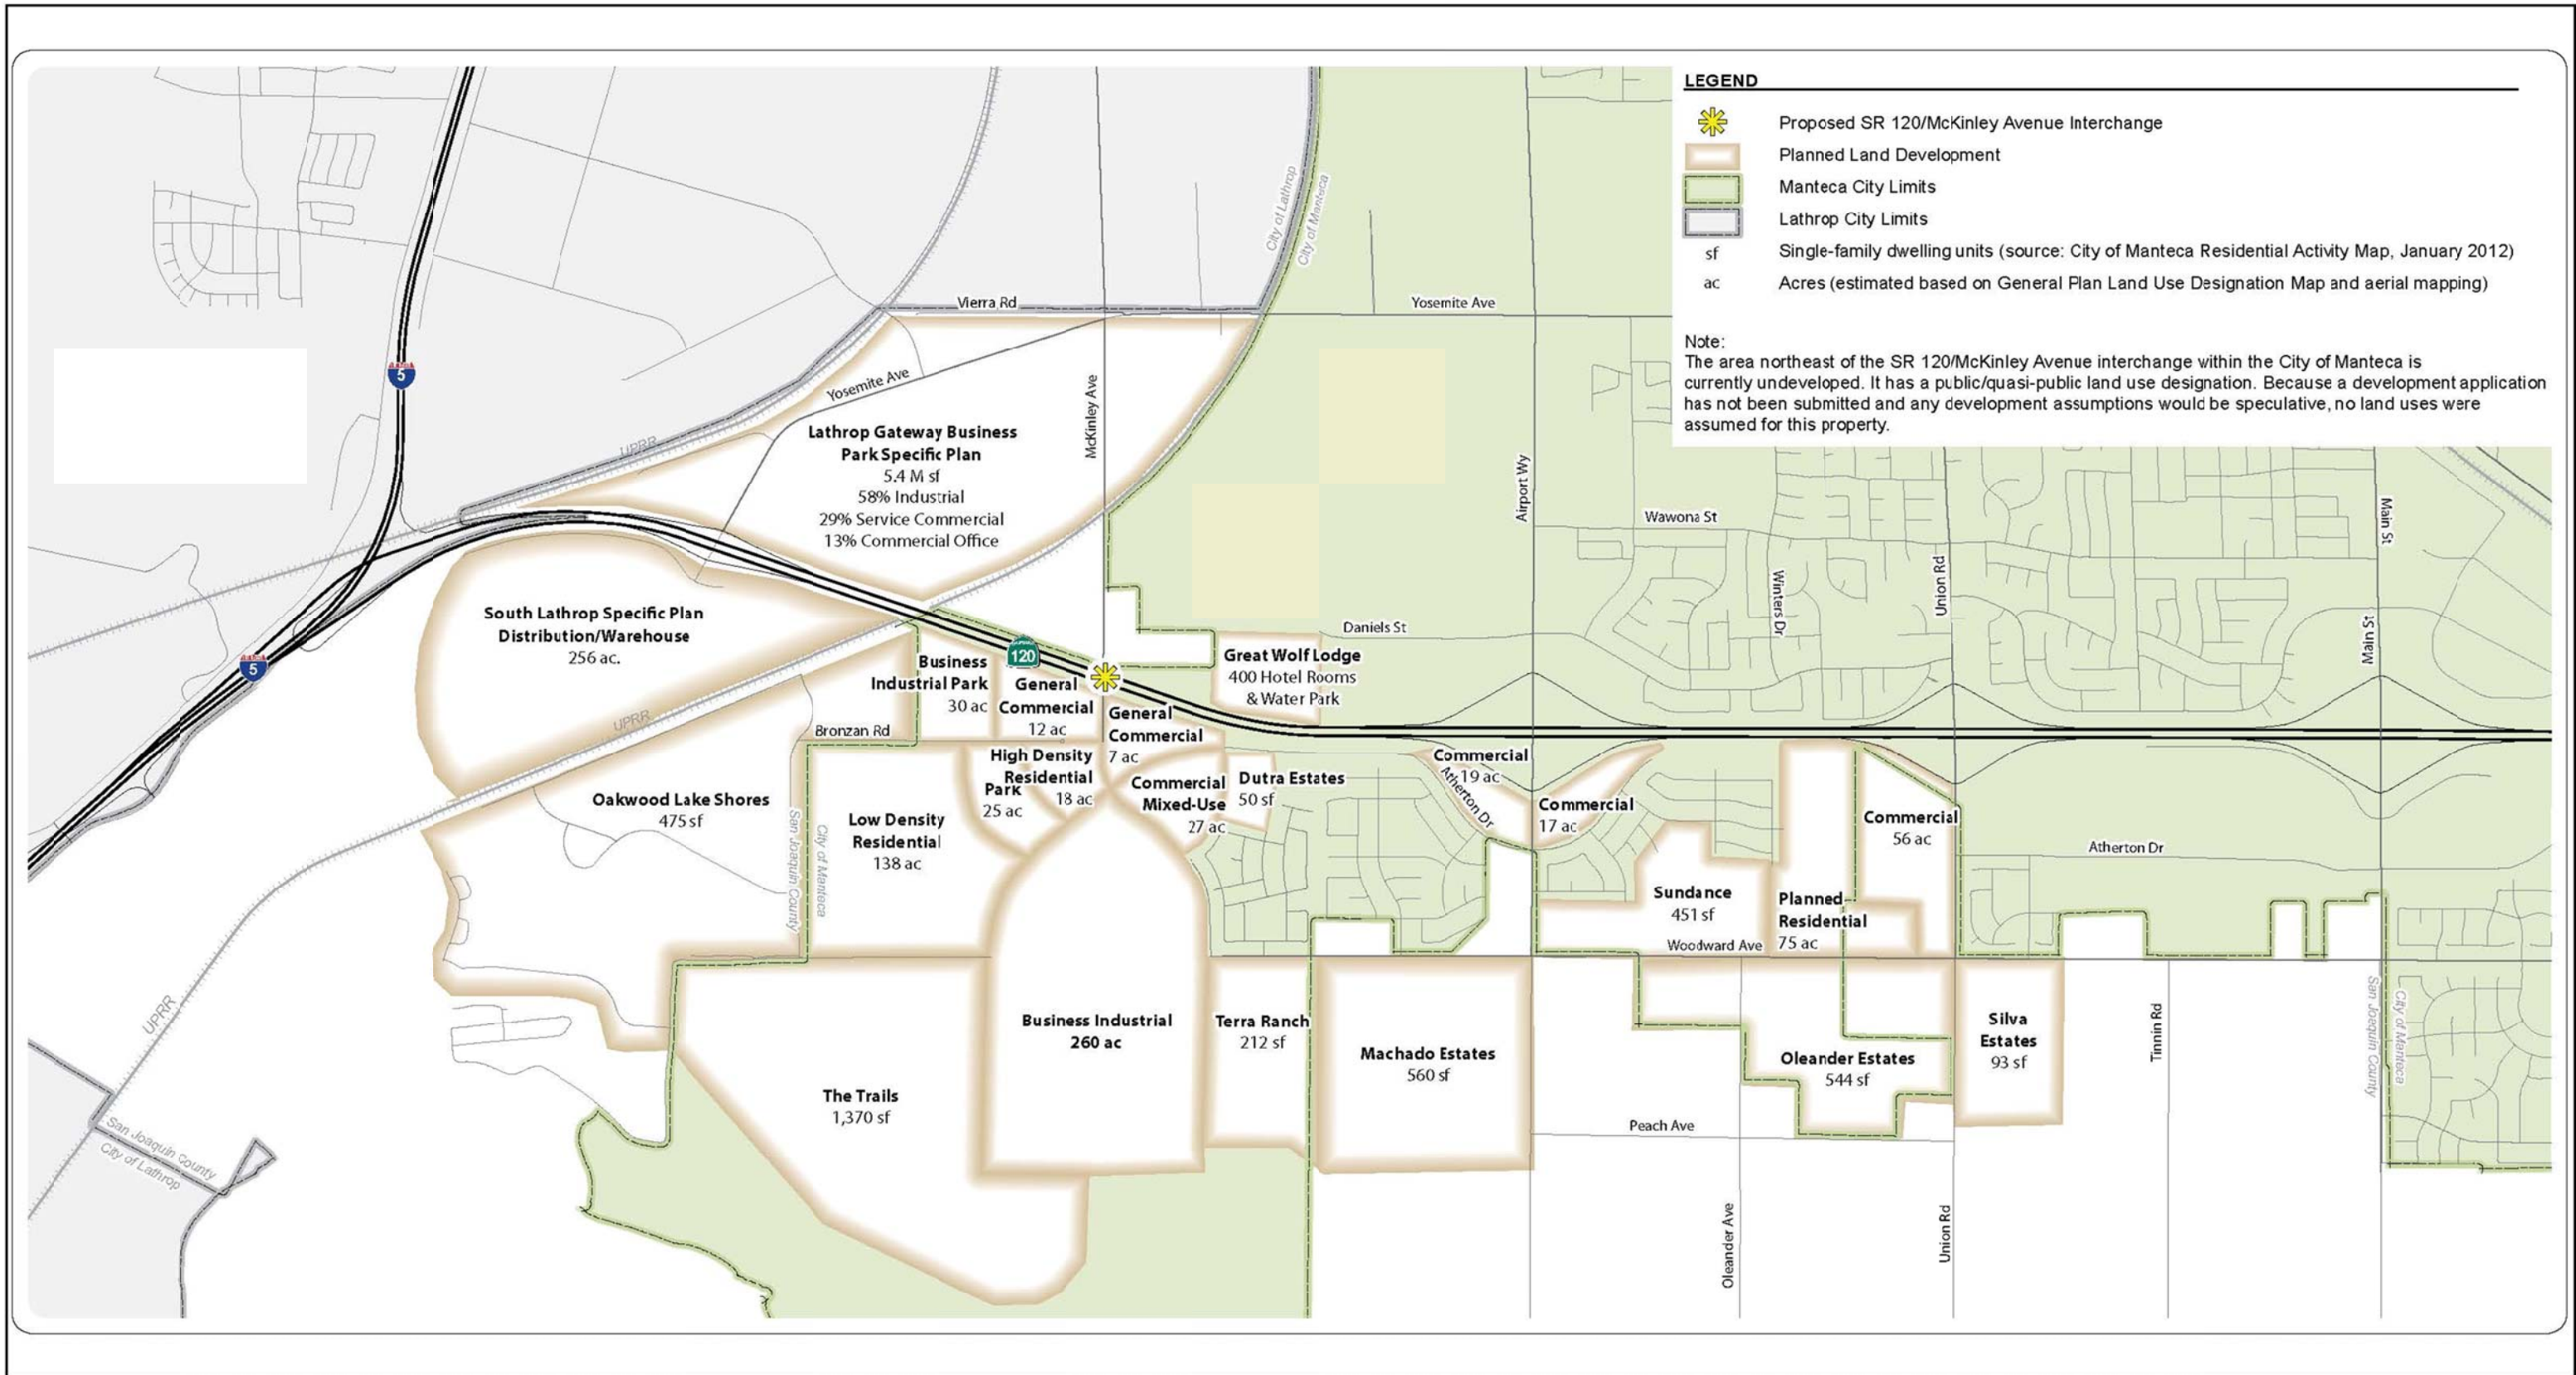 LEGEND
Proposed SR 120/McKinley Avenue Interchange
Planned Land Development
Manteca City Limits
Lathrop City Limits
sf Single-family dwelling units (source: City of Manteca Residential Activity Map, January 2012)
ac Acres (estimated based on General Plan Land Use Designation Map and aerial mapping)
Note:
The area northeast of the SR 120/McKinley Avenue interchange within the City of Manteca is
currently undeveloped. It has a public/quasi-public land use designation. Because a development application
has not been submitted and any development assumptions would be speculative, no land uses were
assumed for this property.
City of Lathrop
City of Manteca
Vierra Rd
Yosemite Ave
5
Yosemite Ave
McKinley Ave
UPRR
Lathrop Gateway Business
Park Specific Plan
5.4 M sf
58% Industrial
29% Service Commercial
13% Commercial Office
Airport Wy
Wawona St
Winters Dr
Union Rd
Main St
Main St
Daniels St
South Lathrop Specific Plan
Distribution/Warehouse
256 ac.
5
120
Great Wolf Lodge
400 Hotel Rooms
& Water Park
Business
Industrial Park
30 ac
General
Commercial
12 ac
General
Commercial
7 ac
UPRR
Bronzan Rd
High Density
Residential
18 ac
Park
25 ac
Commercial
Mixed-Use
27 ac
Dutra Estates
50 sf
Commercial
19 ac
Atherton Dr
Commercial
17 ac
Commercial
56 ac
Atherton Dr
Oakwood Lake Shores
475 sf
San Joaquin County
City of Manteca
Low Density
Residential
138 ac
Sundance
451 sf
Planned
Residential
75 ac
Woodward Ave
UPRR
Business Industrial
260 ac
Terra Ranch
212 sf
Machado Estates
560 sf
Oleander Estates
544 sf
Silva
Estates
93 sf
Tinnin Rd
San Joaquin County
City of Manteca
The Trails
1,370 sf
Peach Ave
San Joaquin County
City of Lathrop
Oleander Ave
Union Rd